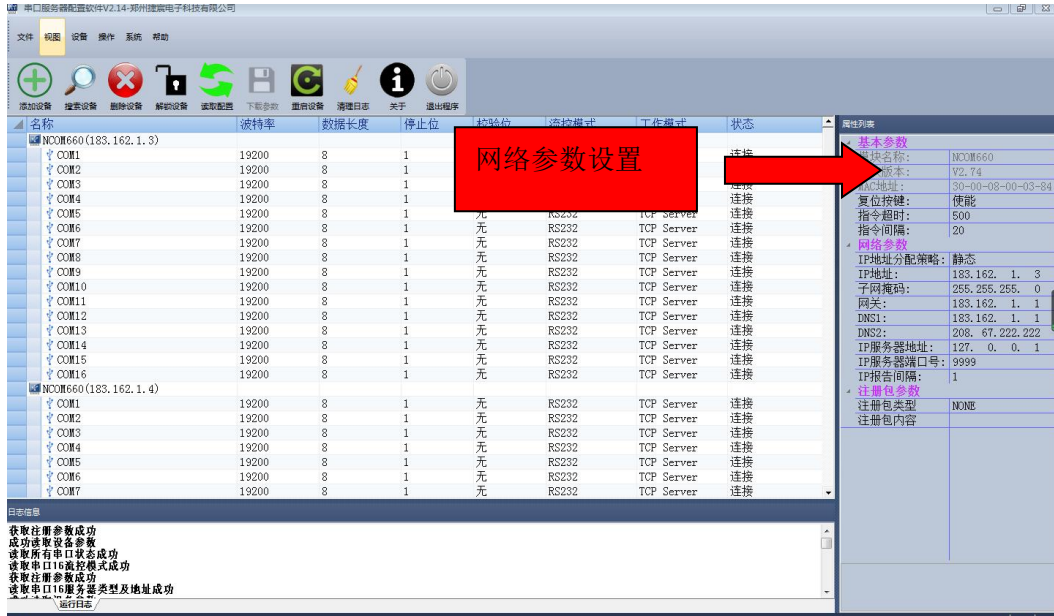 串口服务器配置软件V2.14-郑州捷宸电子科技有限公司
文件 视图 设备 操作 系统 帮助
添加设备 搜索设备 删除设备 解锁设备 读取配置 下载参数 重启设备 清理日志 关于 退出程序
名称 波特率 数据长度 停止位 校验位 流控模式 工作模式 状态
NCOM660(183.162.1.3)
COM1 19200 8 1 连接
COM2 19200 8 1 连接
COM3 19200 8 1 连接
COM4 19200 8 1 连接
COM5 19200 8 1 无 RS232 TCP Server 连接
COM6 19200 8 1 无 RS232 TCP Server 连接
COM7 19200 8 1 无 RS232 TCP Server 连接
COM8 19200 8 1 无 RS232 TCP Server 连接
COM9 19200 8 1 无 RS232 TCP Server 连接
COM10 19200 8 1 无 RS232 TCP Server 连接
COM11 19200 8 1 无 RS232 TCP Server 连接
COM12 19200 8 1 无 RS232 TCP Server 连接
COM13 19200 8 1 无 RS232 TCP Server 连接
COM14 19200 8 1 无 RS232 TCP Server 连接
COM15 19200 8 1 无 RS232 TCP Server 连接
COM16 19200 8 1 无 RS232 TCP Server 连接
NCOM660(183.162.1.4)
COM1 19200 8 1 无 RS232 TCP Server 连接
COM2 19200 8 1 无 RS232 TCP Server 连接
COM3 19200 8 1 无 RS232 TCP Server 连接
COM4 19200 8 1 无 RS232 TCP Server 连接
COM5 19200 8 1 无 RS232 TCP Server 连接
COM6 19200 8 1 无 RS232 TCP Server 连接
COM7 19200 8 1 无 RS232 TCP Server 连接
网络参数设置
属性列表
基本参数
块名称: NCOM660
版本: V2.74
MAC地址: 30-00-08-00-03-84
复位按键: 使能
指令超时: 500
指令间隔: 20
网络参数
IP地址分配策略: 静态
IP地址: 183.162. 1. 3
子网掩码: 255.255.255. 0
网关: 183.162. 1. 1
DNS1: 183.162. 1. 1
DNS2: 208. 67.222.222
IP服务器地址: 127. 0. 0. 1
IP服务器端口号: 9999
IP报告间隔: 1
注册包参数
注册包类型 NONE
注册包内容
日志信息
获取注册参数成功
成功读取设备参数
读取所有串口状态成功
读取串口16流控模式成功
获取注册参数成功
读取串口16服务器类型及地址成功
运行日志